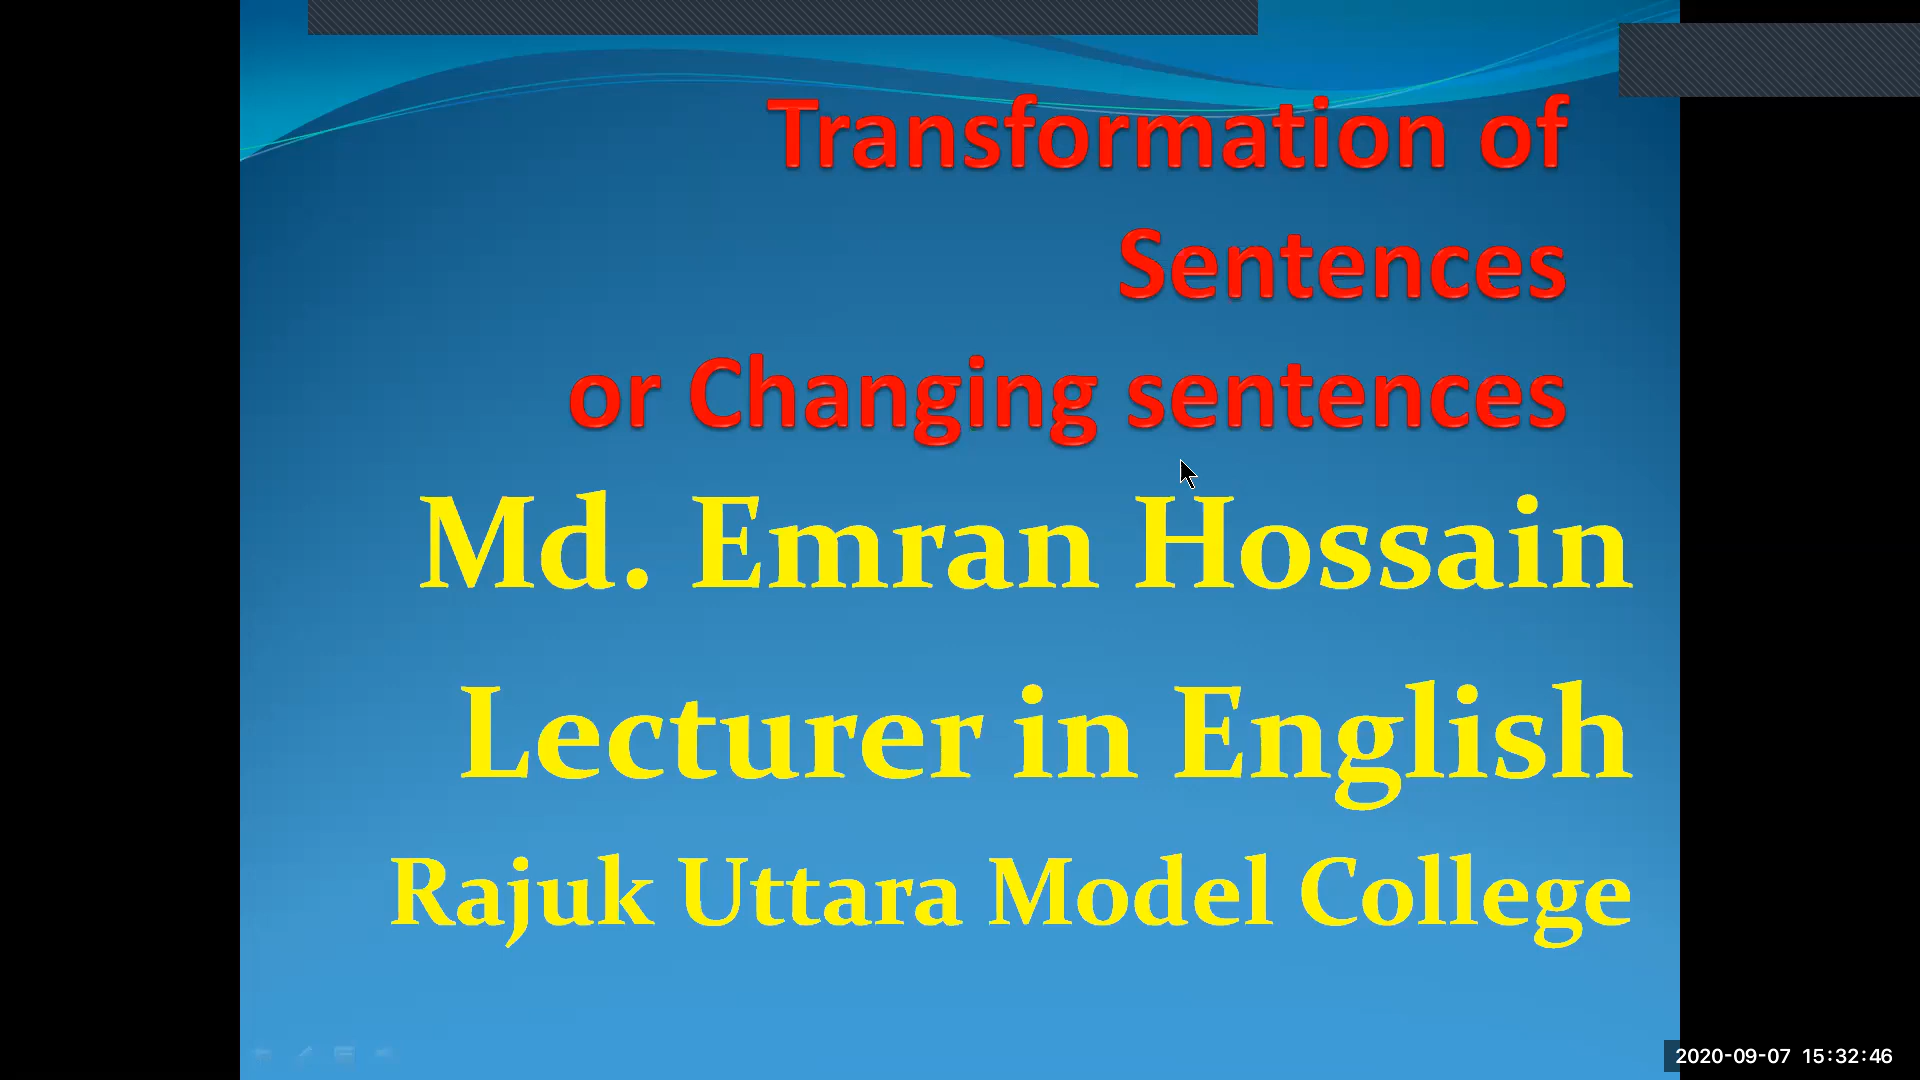 Transformation of
Sentences
or Changing sentences
Md. Emran Hossain
Lecturer in English
Rajuk Uttara Model College
2020-09-07 15:32:46